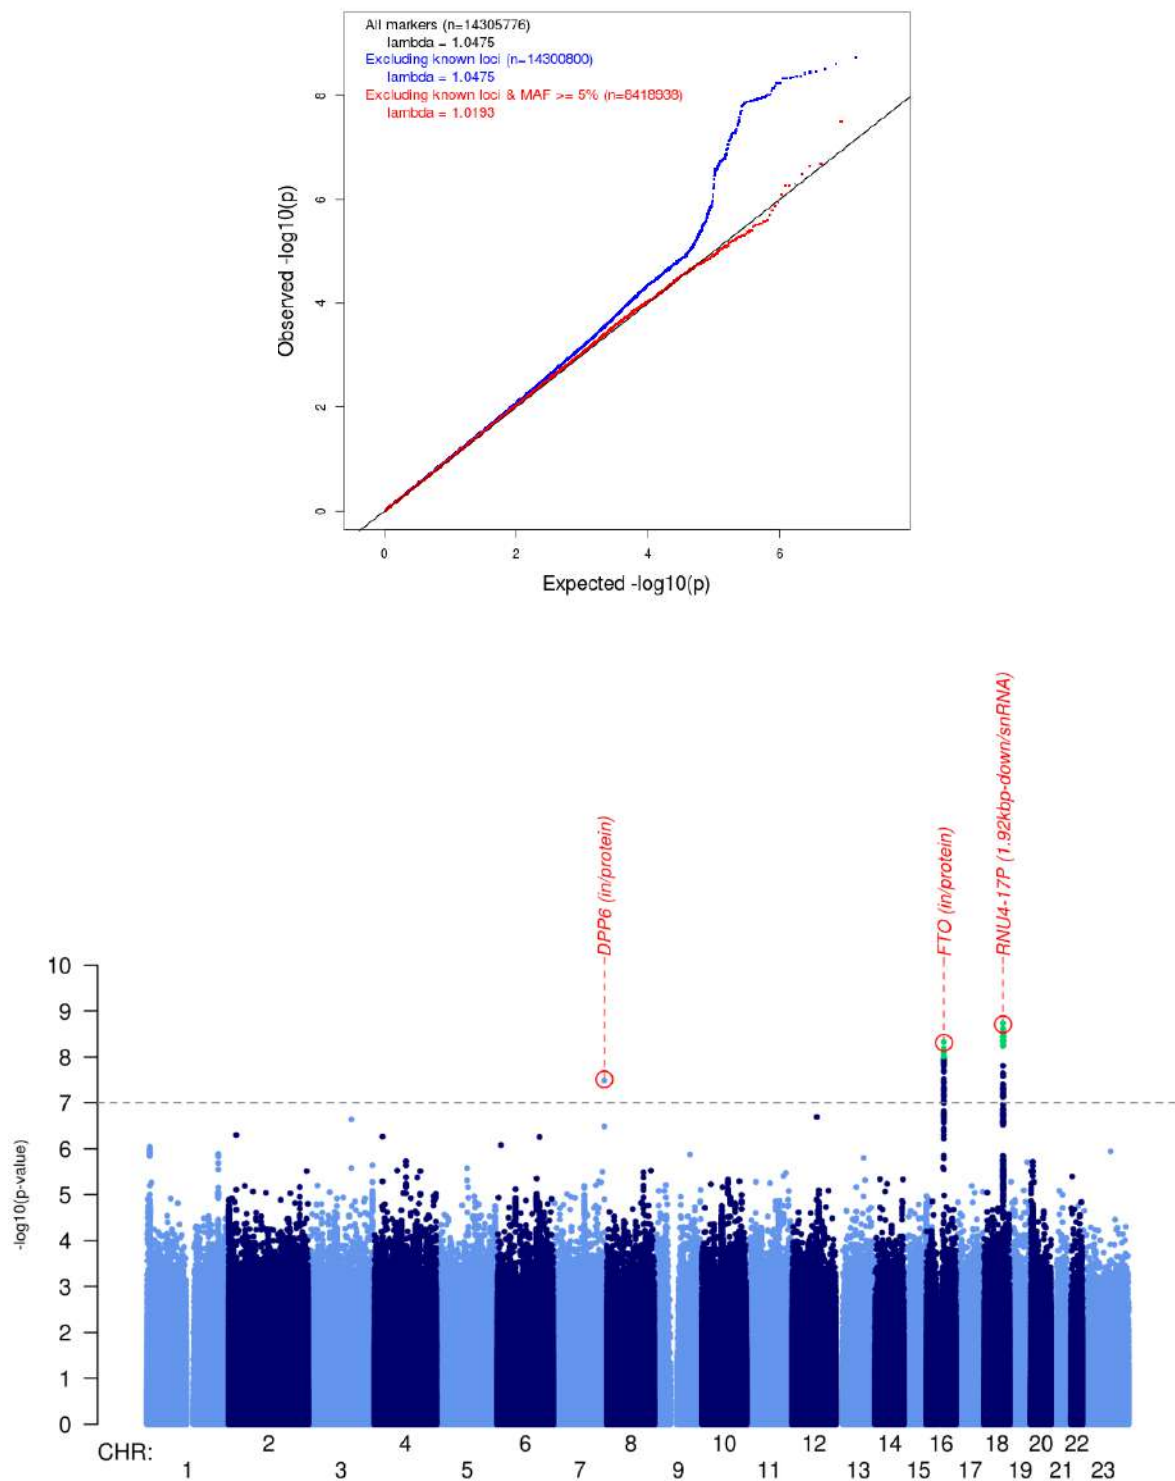 All markers (n=14305776)
lambda = 1.0475
Excluding known loci (n=14300800)
lambda = 1.0475
Excluding known loci & MAF >= 5% (n=8418938)
lambda = 1.0193
8
6
4
2
0
Observed -log10(p)
0 2 4 6
Expected -log10(p)
DPP6 (in/protein)
FTO (in/protein)
RNU4-17P (1.92kbp-down/snRNA)
10
9
8
7
6
5
4
3
2
1
0
-log10(p-value)
CHR:
2 4 6 8 10 12 14 16 18 20 22
1 3 5 7 9 11 13 15 17 19 21 23